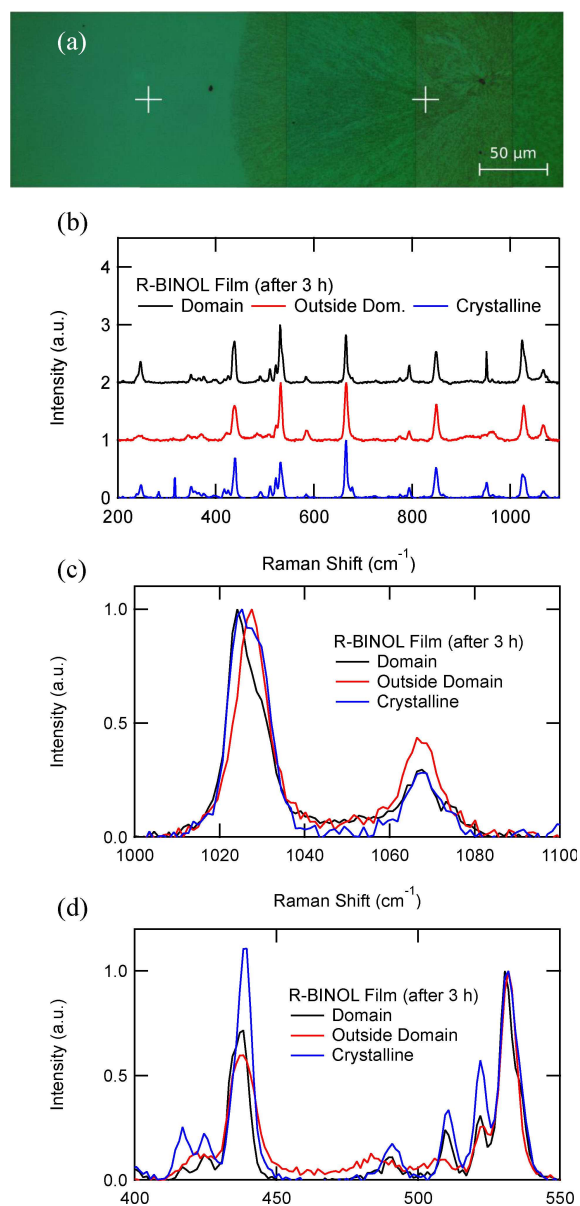 (a)
50 µm
(b)
4
3
2
1
0
Intensity (a.u.)
R-BINOL Film (after 3 h)
Domain Outside Dom. Crystalline
200 400 600 800 1000
Raman Shift (cm⁻¹)
(c)
1.0
0.5
0.0
Intensity (a.u.)
R-BINOL Film (after 3 h)
Domain
Outside Domain
Crystalline
1000 1020 1040 1060 1080 1100
Raman Shift (cm⁻¹)
(d)
1.0
0.5
0.0
Intensity (a.u.)
R-BINOL Film (after 3 h)
Domain
Outside Domain
Crystalline
400 450 500 550